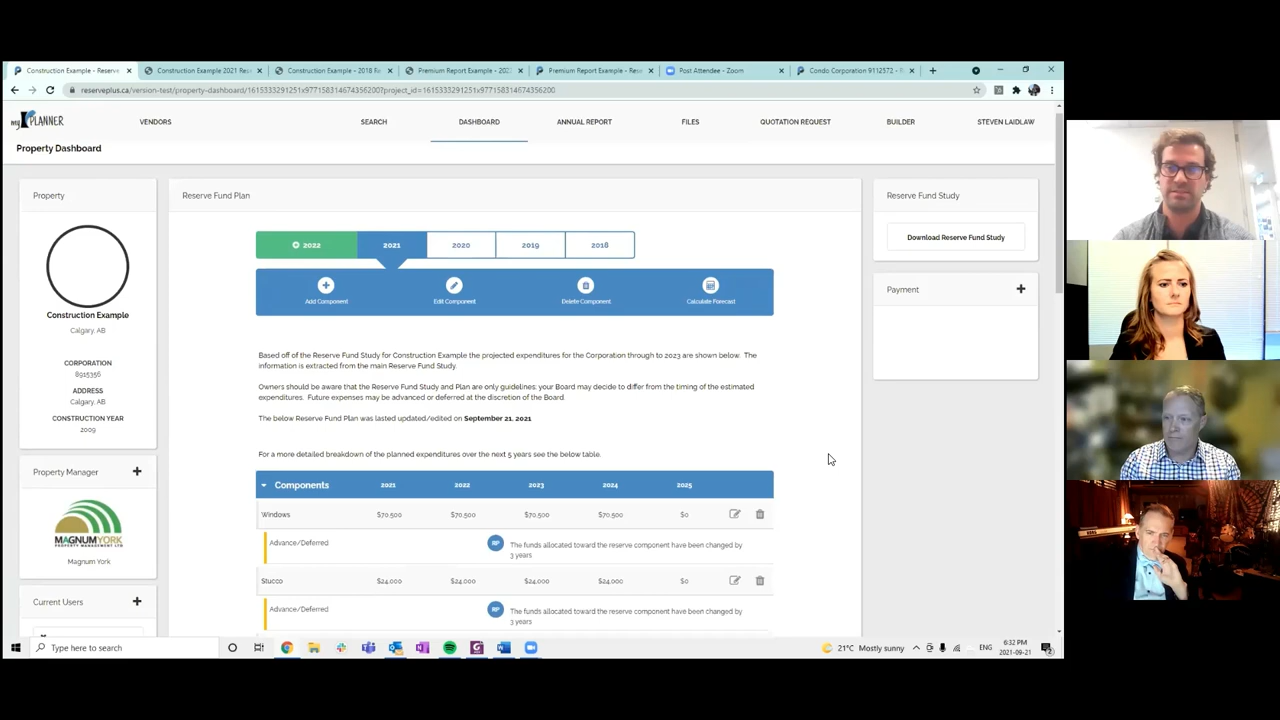 Construction Example - Reserve
Construction Example 2021 Res
Construction Example - 2018 Re
Premium Report Example - 202
Premium Report Example - Rese
Post Attendee - Zoom
Condo Corporation 9112572 - R
reserveplus.ca/version-test/property-dashboard/1615333291251x977158314674356200?project_id=1615333291251x977158314674356200
my PLANNER
VENDORS
SEARCH
DASHBOARD
ANNUAL REPORT
FILES
QUOTATION REQUEST
BUILDER
STEVEN LAIDLAW
Property Dashboard
Property
Construction Example
Calgary, AB
CORPORATION
8915356
ADDRESS
Calgary, AB
CONSTRUCTION YEAR
2009
Property Manager
MAGNUM YORK
PROPERTY MANAGEMENT LTD
Magnum York
Current Users
Reserve Fund Plan
2022
2021
2020
2019
2018
Add Component
Edit Component
Delete Component
Calculate Forecast
Based off of the Reserve Fund Study for Construction Example the projected expenditures for the Corporation through to 2023 are shown below. The
information is extracted from the main Reserve Fund Study.
Owners should be aware that the Reserve Fund Study and Plan are only guidelines: your Board may decide to differ from the timing of the estimated
expenditures. Future expenses may be advanced or deferred at the discretion of the Board.
The below Reserve Fund Plan was lasted updated/edited on September 21, 2021
For a more detailed breakdown of the planned expenditures over the next 5 years see the below table.
Components 2021 2022 2023 2024 2025
Windows $70,500 $70,500 $70,500 $70,500 $0
Advance/Deferred RP The funds allocated toward the reserve component have been changed by
3 years
Stucco $24,000 $24,000 $24,000 $24,000 $0
Advance/Deferred RP The funds allocated toward the reserve component have been changed by
3 years
Reserve Fund Study
Download Reserve Fund Study
Payment
Type here to search
21°C Mostly sunny
ENG
6:32 PM
2021-09-21